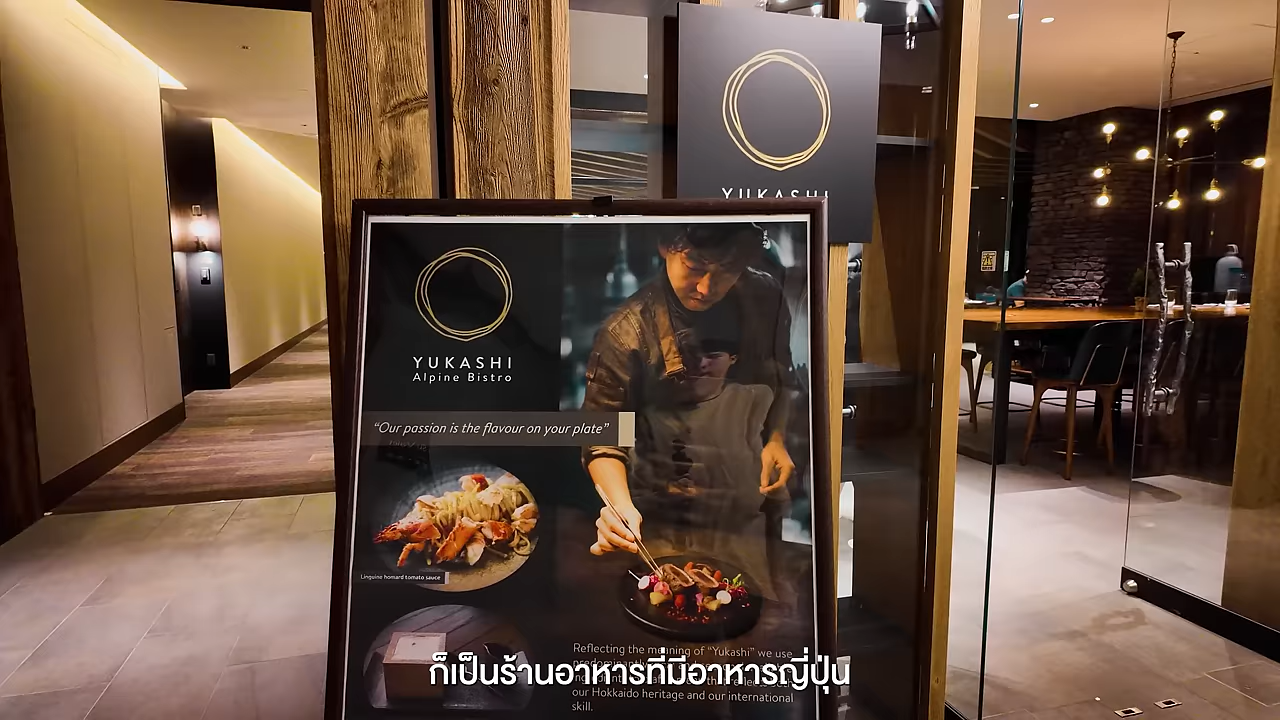 YUKASHI
YUKASHI
Alpine Bistro
“Our passion is the flavour on your plate”
Linguine homard tomato sauce
Reflecting the meaning of “Yukashi” we use
our Hokkaido heritage and our international
skill.
ก็เป็นร้านอาหารที่มีอาหารญี่ปุ่น